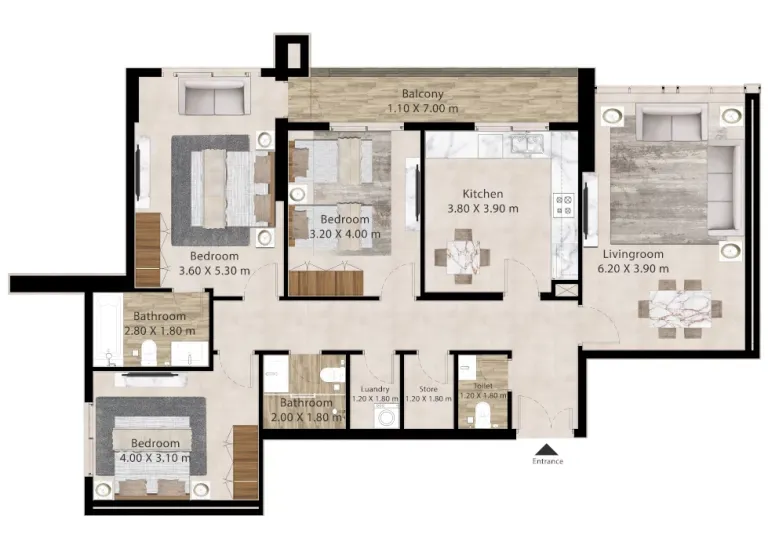 Balcony
1.10 X 7.00 m
Kitchen
3.80 X 3.90 m
Bedroom
3.20 X 4.00 m
Bedroom
3.60 X 5.30 m
Livingroom
6.20 X 3.90 m
Bathroom
2.80 X 1.80 m
Luandry
1.20 X 1.80 m
Store
1.20 X 1.80 m
Toilet
1.20 X 1.80 m
Bathroom
2.00 X 1.80 m
Bedroom
4.00 X 3.10 m
Entrance